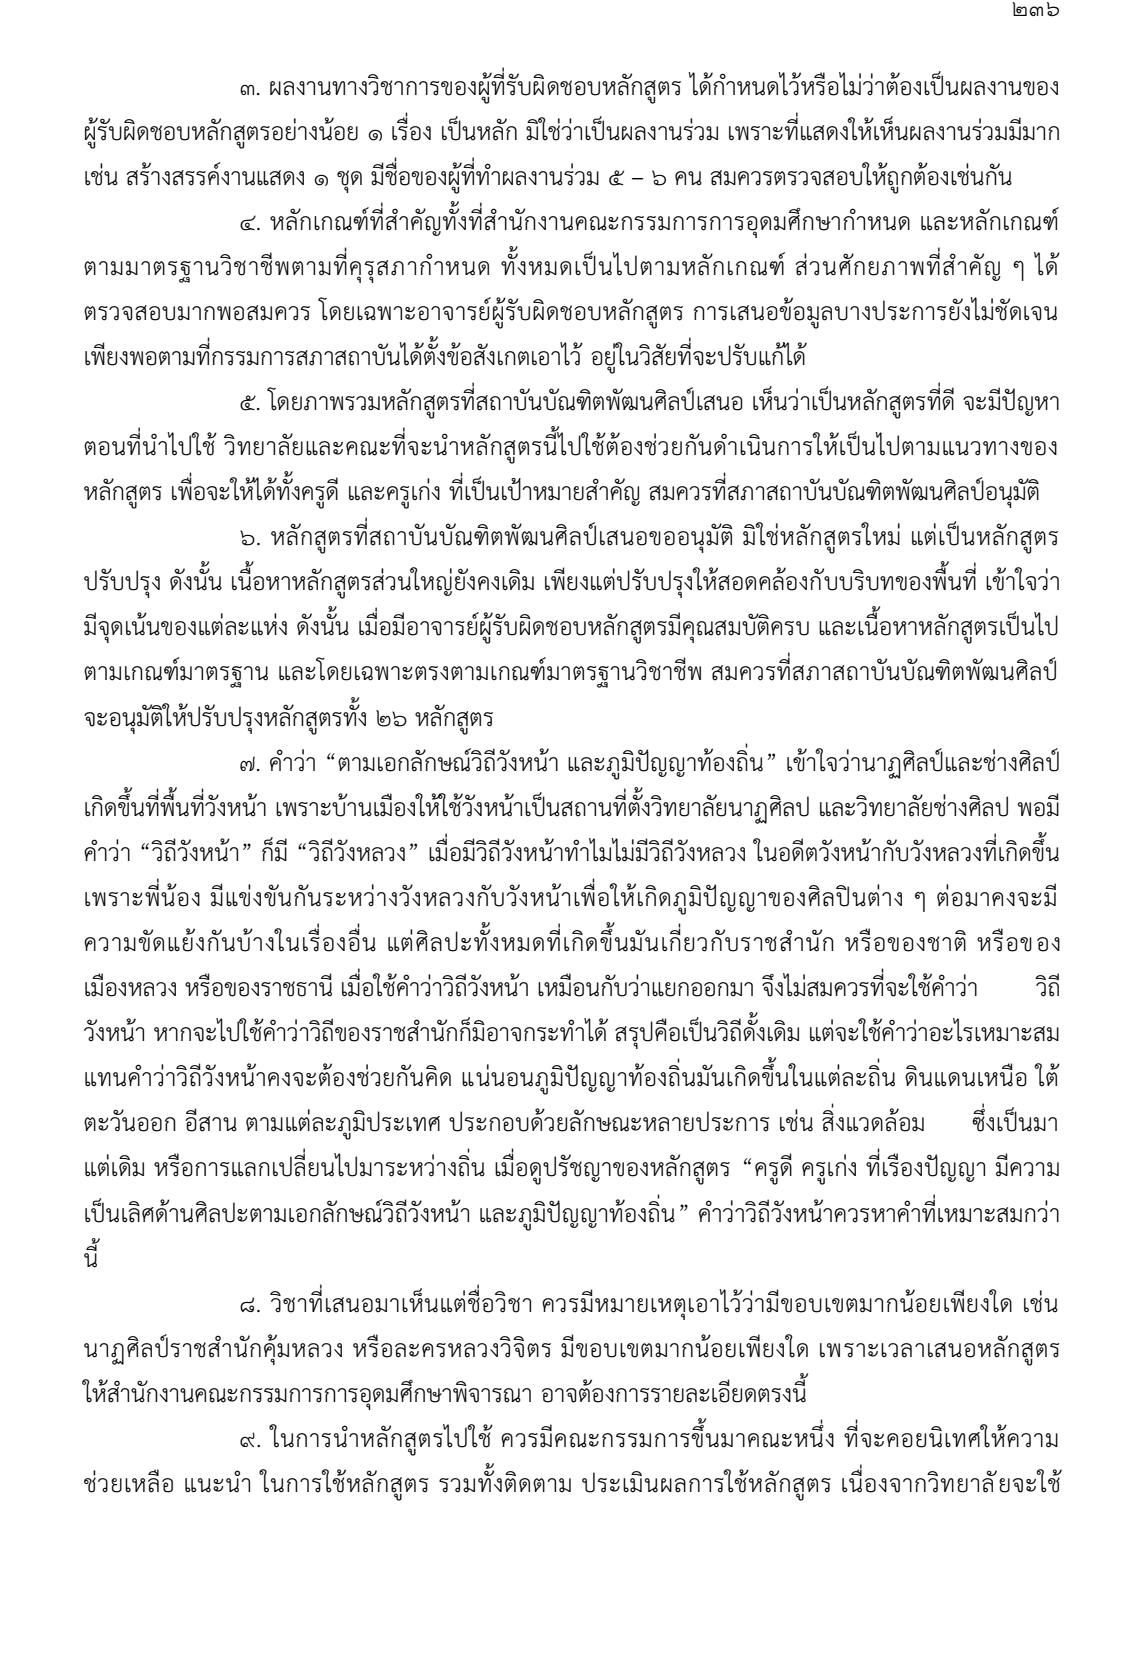 ๒๓๖
๓. ผลงานทางวิชาการของผู้ที่รับผิดชอบหลักสูตร ได้กำหนดไว้หรือไม่ว่าต้องเป็นผลงานของ
ผู้รับผิดชอบหลักสูตรอย่างน้อย ๑ เรื่อง เป็นหลัก มิใช่ว่าเป็นผลงานร่วม เพราะที่แสดงให้เห็นผลงานร่วมมีมาก
เช่น สร้างสรรค์งานแสดง ๑ ชุด มีชื่อของผู้ที่ทำผลงานร่วม ๕ – ๖ คน สมควรตรวจสอบให้ถูกต้องเช่นกัน
๔. หลักเกณฑ์ที่สำคัญทั้งที่สำนักงานคณะกรรมการการอุดมศึกษากำหนด และหลักเกณฑ์
ตามมาตรฐานวิชาชีพตามที่คุรุสภากำหนด ทั้งหมดเป็นไปตามหลักเกณฑ์ ส่วนศักยภาพที่สำคัญ ๆ ได้
ตรวจสอบมากพอสมควร โดยเฉพาะอาจารย์ผู้รับผิดชอบหลักสูตร การเสนอข้อมูลบางประการยังไม่ชัดเจน
เพียงพอตามที่กรรมการสภาสถาบันได้ตั้งข้อสังเกตเอาไว้ อยู่ในวิสัยที่จะปรับแก้ได้
๕. โดยภาพรวมหลักสูตรที่สถาบันบัณฑิตพัฒนศิลป์เสนอ เห็นว่าเป็นหลักสูตรที่ดี จะมีปัญหา
ตอนที่นำไปใช้ วิทยาลัยและคณะที่จะนำหลักสูตรนี้ไปใช้ต้องช่วยกันดำเนินการให้เป็นไปตามแนวทางของ
หลักสูตร เพื่อจะให้ได้ทั้งครูดี และครูเก่ง ที่เป็นเป้าหมายสำคัญ สมควรที่สภาสถาบันบัณฑิตพัฒนศิลป์อนุมัติ
๖. หลักสูตรที่สถาบันบัณฑิตพัฒนศิลป์เสนอขออนุมัติ มิใช่หลักสูตรใหม่ แต่เป็นหลักสูตร
ปรับปรุง ดังนั้น เนื้อหาหลักสูตรส่วนใหญ่ยังคงเดิม เพียงแต่ปรับปรุงให้สอดคล้องกับบริบทของพื้นที่ เข้าใจว่า
มีจุดเน้นของแต่ละแห่ง ดังนั้น เมื่อมีอาจารย์ผู้รับผิดชอบหลักสูตรมีคุณสมบัติครบ และเนื้อหาหลักสูตรเป็นไป
ตามเกณฑ์มาตรฐาน และโดยเฉพาะตรงตามเกณฑ์มาตรฐานวิชาชีพ สมควรที่สภาสถาบันบัณฑิตพัฒนศิลป์
จะอนุมัติให้ปรับปรุงหลักสูตรทั้ง ๒๖ หลักสูตร
๗. คำว่า “ตามเอกลักษณ์วิถีวังหน้า และภูมิปัญญาท้องถิ่น” เข้าใจว่านาฏศิลป์และช่างศิลป์
เกิดขึ้นที่พื้นที่วังหน้า เพราะบ้านเมืองให้ใช้วังหน้าเป็นสถานที่ตั้งวิทยาลัยนาฏศิลป และวิทยาลัยช่างศิลป พอมี
คำว่า “วิถีวังหน้า” ก็มี “วิถีวังหลวง” เมื่อมีวิถีวังหน้าทำไมไม่มีวิถีวังหลวง ในอดีตวังหน้ากับวังหลวงที่เกิดขึ้น
เพราะพี่น้อง มีแข่งขันกันระหว่างวังหลวงกับวังหน้าเพื่อให้เกิดภูมิปัญญาของศิลปินต่าง ๆ ต่อมาคงจะมี
ความขัดแย้งกันบ้างในเรื่องอื่น แต่ศิลปะทั้งหมดที่เกิดขึ้นมันเกี่ยวกับราชสำนัก หรือของชาติ หรือของ
เมืองหลวง หรือของราชธานี เมื่อใช้คำว่าวิถีวังหน้า เหมือนกับว่าแยกออกมา จึงไม่สมควรที่จะใช้คำว่า วิถี
วังหน้า หากจะไปใช้คำว่าวิถีของราชสำนักก็มิอาจกระทำได้ สรุปคือเป็นวิถีดั้งเดิม แต่จะใช้คำว่าอะไรเหมาะสม
แทนคำว่าวิถีวังหน้าคงจะต้องช่วยกันคิด แน่นอนภูมิปัญญาท้องถิ่นมันเกิดขึ้นในแต่ละถิ่น ดินแดนเหนือ ใต้
ตะวันออก อีสาน ตามแต่ละภูมิประเทศ ประกอบด้วยลักษณะหลายประการ เช่น สิ่งแวดล้อม ซึ่งเป็นมา
แต่เดิม หรือการแลกเปลี่ยนไปมาระหว่างถิ่น เมื่อดูปรัชญาของหลักสูตร “ครูดี ครูเก่ง ที่เรืองปัญญา มีความ
เป็นเลิศด้านศิลปะตามเอกลักษณ์วิถีวังหน้า และภูมิปัญญาท้องถิ่น” คำว่าวิถีวังหน้าควรหาคำที่เหมาะสมกว่า
นี้
๘. วิชาที่เสนอมาเห็นแต่ชื่อวิชา ควรมีหมายเหตุเอาไว้ว่ามีขอบเขตมากน้อยเพียงใด เช่น
นาฏศิลป์ราชสำนักคุ้มหลวง หรือละครหลวงวิจิตร มีขอบเขตมากน้อยเพียงใด เพราะเวลาเสนอหลักสูตร
ให้สำนักงานคณะกรรมการการอุดมศึกษาพิจารณา อาจต้องการรายละเอียดตรงนี้
๙. ในการนำหลักสูตรไปใช้ ควรมีคณะกรรมการขึ้นมาคณะหนึ่ง ที่จะคอยนิเทศให้ความ
ช่วยเหลือ แนะนำ ในการใช้หลักสูตร รวมทั้งติดตาม ประเมินผลการใช้หลักสูตร เนื่องจากวิทยาลัยจะใช้